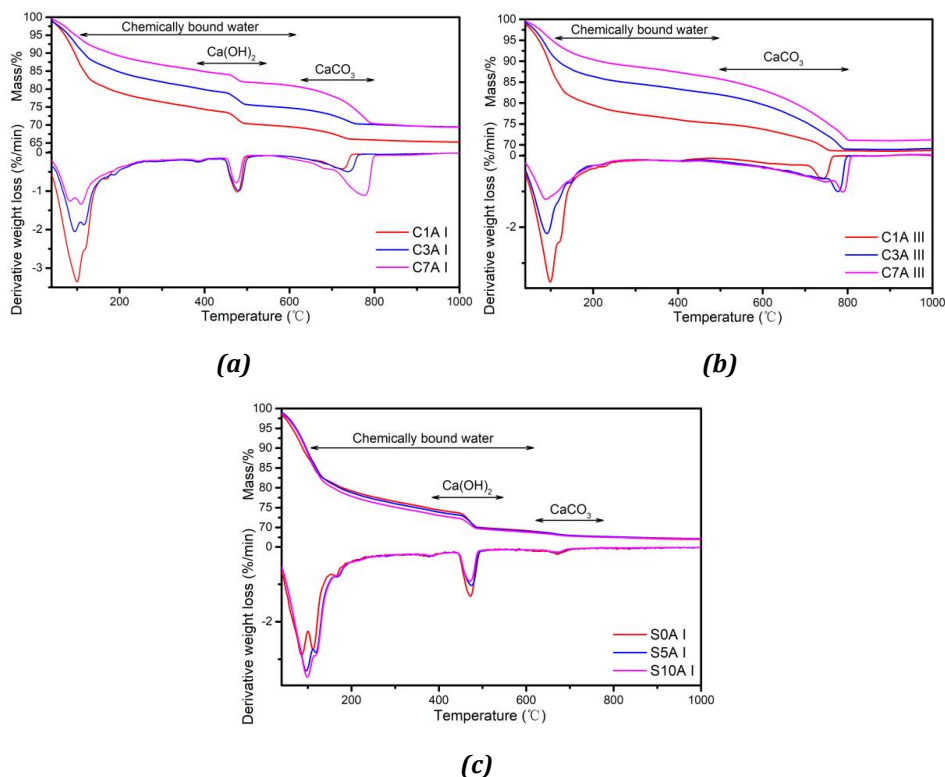 (a)
Chemically bound water
Ca(OH)₂
CaCO₃
Mass/%
100
95
90
85
80
75
70
65
Derivative weight loss (%/min)
0
-1
-2
-3
C1A I
C3A I
C7A I
200
400
600
800
1000
Temperature (℃)
(b)
Chemically bound water
CaCO₃
Mass/%
100
95
90
85
80
75
70
Derivative weight loss (%/min)
0
-2
C1A III
C3A III
C7A III
200
400
600
800
1000
Temperature (℃)
(a)
(b)
Chemically bound water
Ca(OH)₂
CaCO₃
Mass/%
100
95
90
85
80
75
70
Derivative weight loss (%/min)
0
-2
S0A I
S5A I
S10A I
200
400
600
800
1000
Temperature (℃)
(c)